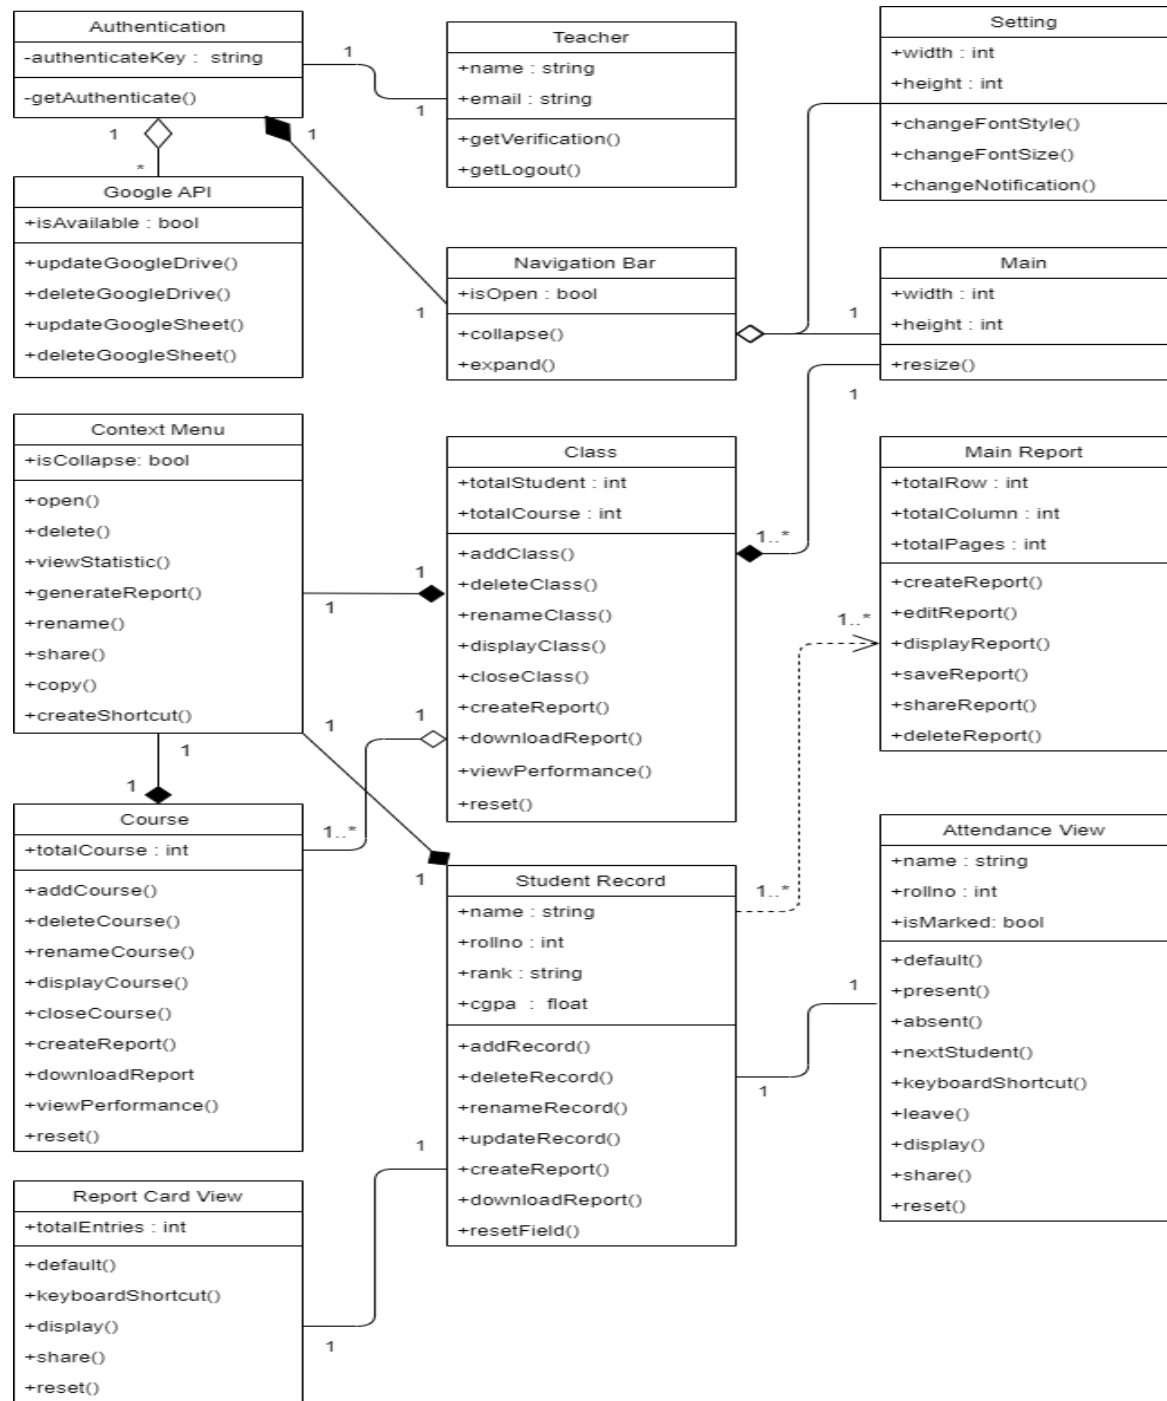 Authentication
-authenticateKey :  string
-getAuthenticate()
1
1
Teacher
+name : string
+email : string
+getVerification()
+getLogout()
Setting
+width : int
+height : int
+changeFontStyle()
+changeFontSize()
+changeNotification()
1
*
1
1
Google API
+isAvailable : bool
+updateGoogleDrive()
+deleteGoogleDrive()
+updateGoogleSheet()
+deleteGoogleSheet()
Navigation Bar
+isOpen : bool
+collapse()
+expand()
1
1
Main
+width : int
+height : int
+resize()
Context Menu
+isCollapse: bool
+open()
+delete()
+viewStatistic()
+generateReport()
+rename()
+share()
+copy()
+createShortcut()
1
1
Class
+totalStudent : int
+totalCourse : int
+addClass()
+deleteClass()
+renameClass()
+displayClass()
+closeClass()
+createReport()
+downloadReport()
+viewPerformance()
+reset()
1..*
Main Report
+totalRow : int
+totalColumn : int
+totalPages : int
+createReport()
+editReport()
+displayReport()
+saveReport()
+shareReport()
+deleteReport()
1..*
1
1
1
1
1..*
1
Course
+totalCourse : int
+addCourse()
+deleteCourse()
+renameCourse()
+displayCourse()
+closeCourse()
+createReport()
+downloadReport
+viewPerformance()
+reset()
Student Record
+name : string
+rollno : int
+rank : string
+cgpa  :  float
+addRecord()
+deleteRecord()
+renameRecord()
+updateRecord()
+createReport()
+downloadReport()
+resetField()
1..*
1
1
Attendance View
+name : string
+rollno : int
+isMarked: bool
+default()
+present()
+absent()
+nextStudent()
+keyboardShortcut()
+leave()
+display()
+share()
+reset()
1
1
Report Card View
+totalEntries : int
+default()
+keyboardShortcut()
+display()
+share()
+reset()